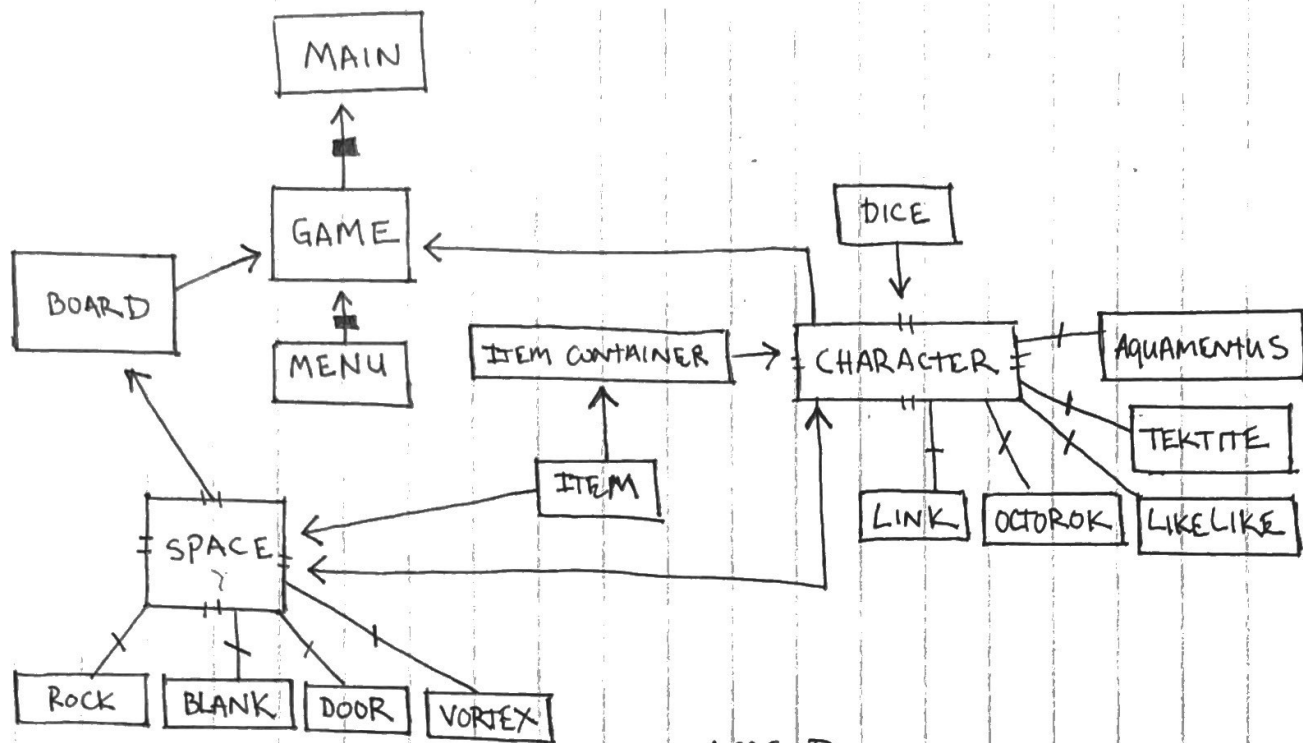 MAIN
DICE
GAME
BOARD
MENU
ITEM CONTAINER
CHARACTER
AQUAMENTUS
TEKTITE
ITEM
LINK
OCTOROK
LIKELIKE
SPACE
ROCK
BLANK
DOOR
VORTEX